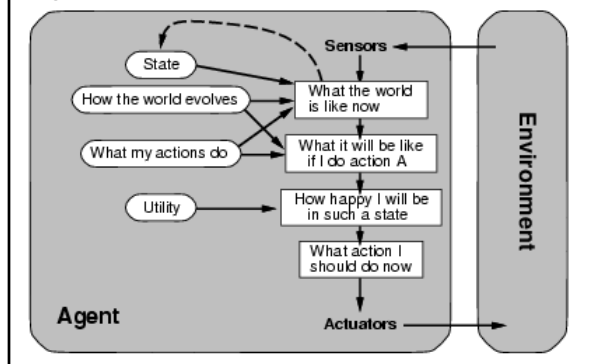 Sensors
State
What the world
is like now
How the world evolves
What my actions do
What it will be like
if I do action A
Utility
How happy I will be
in such a state
What action I
should do now
Agent
Actuators
Environment